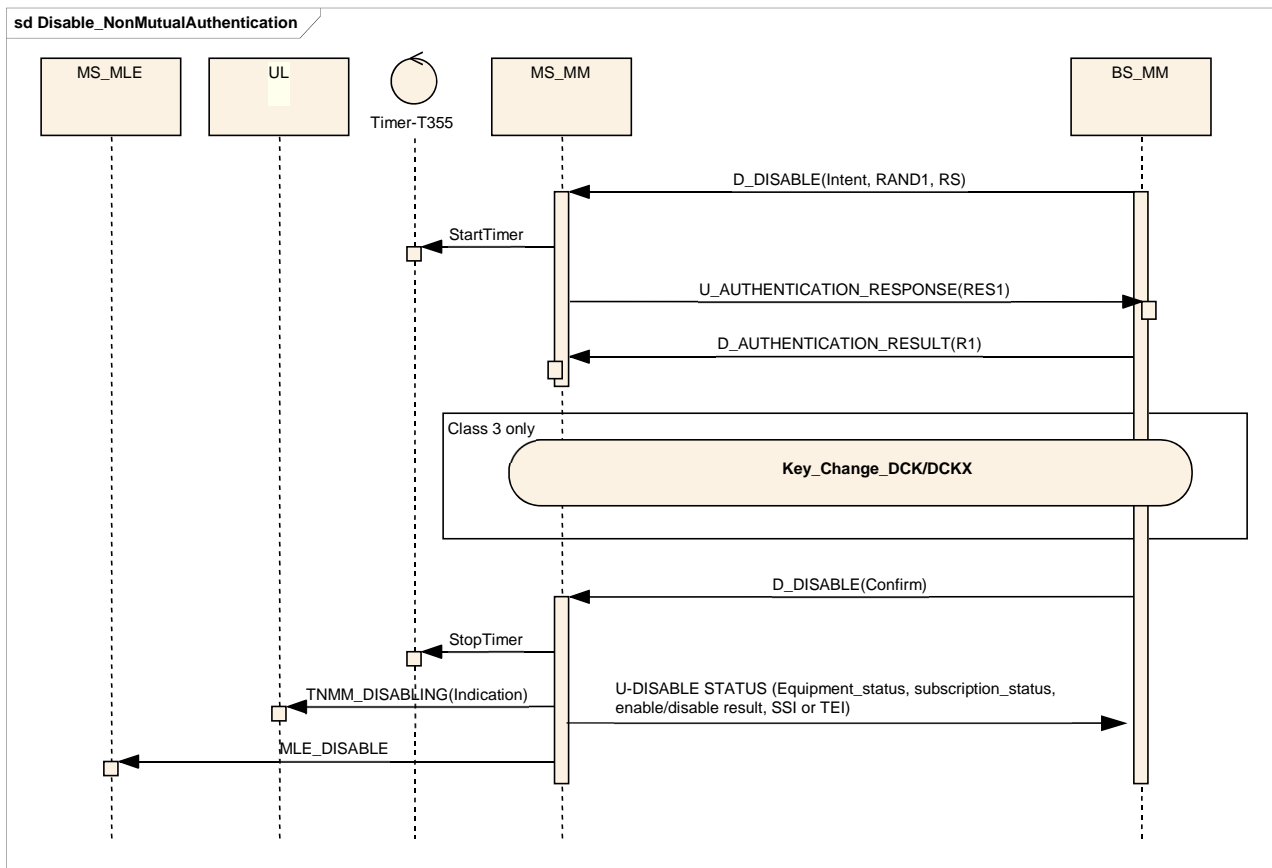 sd Disable_NonMutualAuthentication
MS_MLE
UL
Timer-T355
MS_MM
BS_MM
D_DISABLE(Intent, RAND1, RS)
StartTimer
U_AUTHENTICATION_RESPONSE(RES1)
D_AUTHENTICATION_RESULT(R1)
Class 3 only
Key_Change_DCK/DCKX
D_DISABLE(Confirm)
StopTimer
TNMM_DISABLING(Indication)
U-DISABLE STATUS (Equipment_status, subscription_status,
enable/disable result, SSI or TEI)
MLE_DISABLE